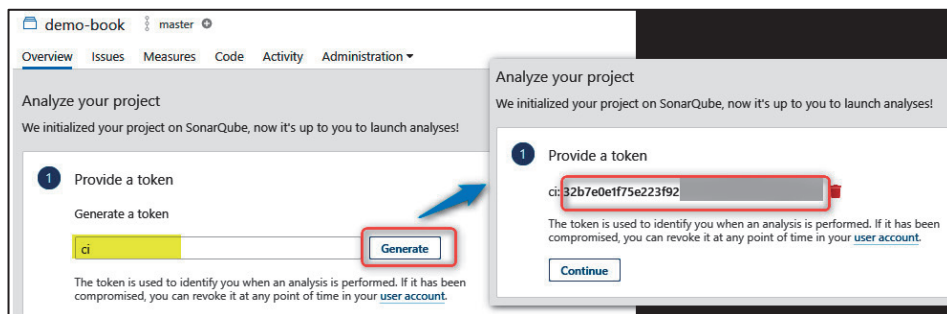 demo-book master
Overview Issues Measures Code Activity Administration
Analyze your project
We initialized your project on SonarQube, now it's up to you to launch analyses!
1 Provide a token
Generate a token
ci Generate
The token is used to identify you when an analysis is performed. If it has been
compromised, you can revoke it at any point of time in your user account.
Analyze your project
We initialized your project on SonarQube, now it's up to you to launch analyses!
1 Provide a token
ci: 32b7e0e1f75e223f92
The token is used to identify you when an analysis is performed. If it has been
compromised, you can revoke it at any point of time in your user account.
Continue